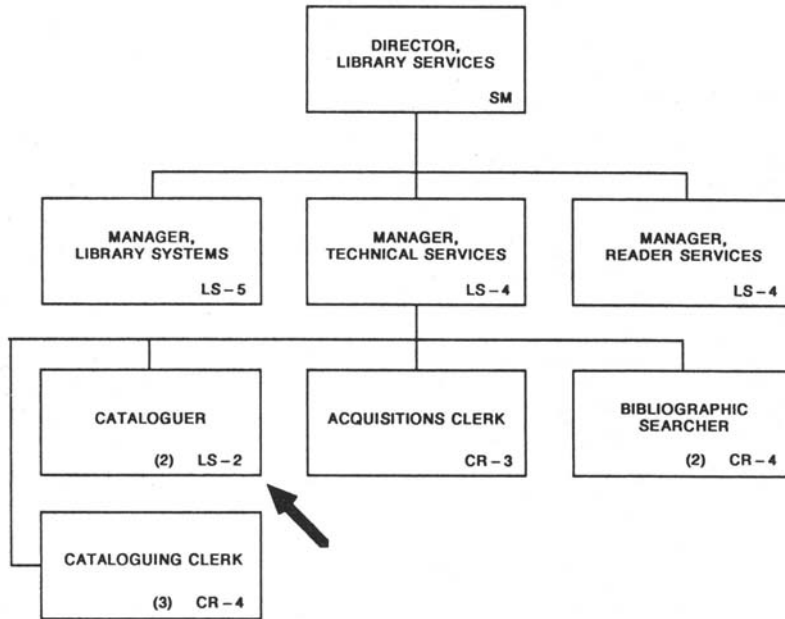 DIRECTOR,
LIBRARY SERVICES
SM
MANAGER,
LIBRARY SYSTEMS
LS-5
MANAGER,
TECHNICAL SERVICES
LS-4
MANAGER,
READER SERVICES
LS-4
CATALOGUER
(2) LS-2
ACQUISITIONS CLERK
CR-3
BIBLIOGRAPHIC
SEARCHER
(2) CR-4
CATALOGUING CLERK
(3) CR-4